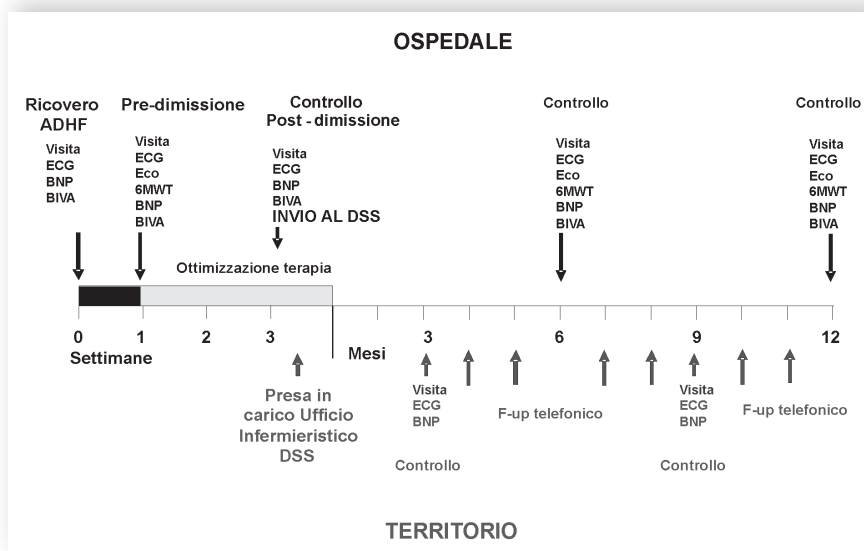 OSPEDALE
Ricovero
ADHF
Visita
ECG
BNP
BIVA
Pre-dimissione
Visita
ECG
Eco
6MWT
BNP
BIVA
Controllo
Post - dimissione
Visita
ECG
BNP
BIVA
INVIO AL DSS
Controllo
Visita
ECG
Eco
6MWT
BNP
BIVA
Controllo
Visita
ECG
Eco
6MWT
BNP
BIVA
Ottimizzazione terapia
0 1 2 3 3 6 9 12
Settimane
Mesi
Presa in
carico Ufficio
Infermieristico
DSS
Visita
ECG
BNP
Controllo
F-up telefonico
Visita
ECG
BNP
Controllo
F-up telefonico
TERRITORIO